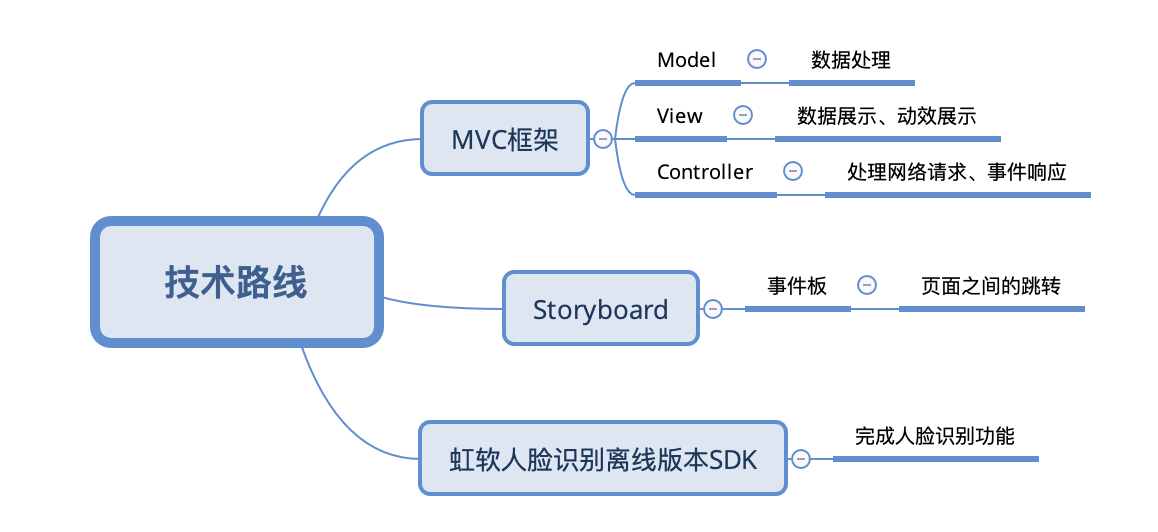 技术路线
MVC框架
Model
数据处理
View
数据展示、动效展示
Controller
处理网络请求、事件响应
Storyboard
事件板
页面之间的跳转
虹软人脸识别离线版本SDK
完成人脸识别功能